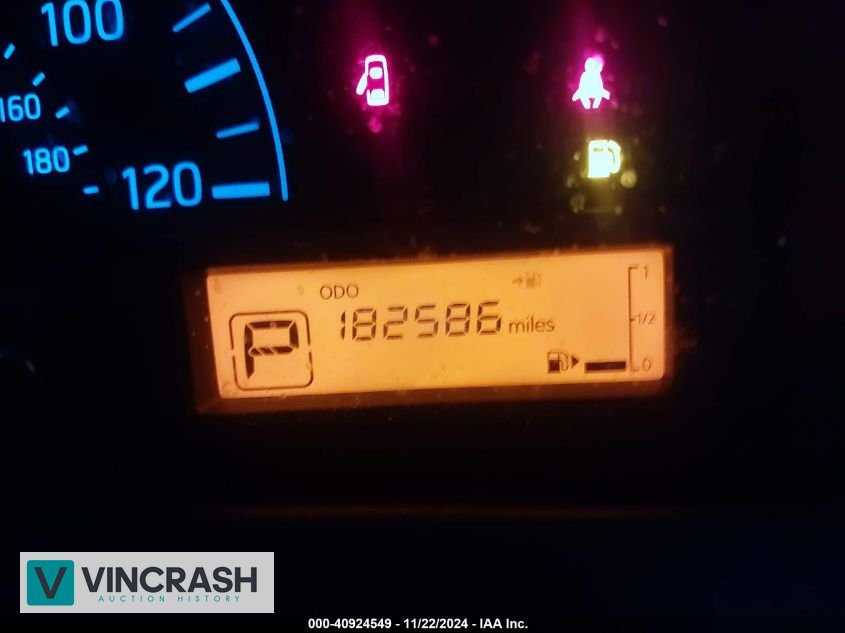 100
160
180
120
ODO
182586 miles
P
1
1/2
0
V VINCRASH
AUCTION HISTORY
000-40924549 - 11/22/2024 - IAA Inc.